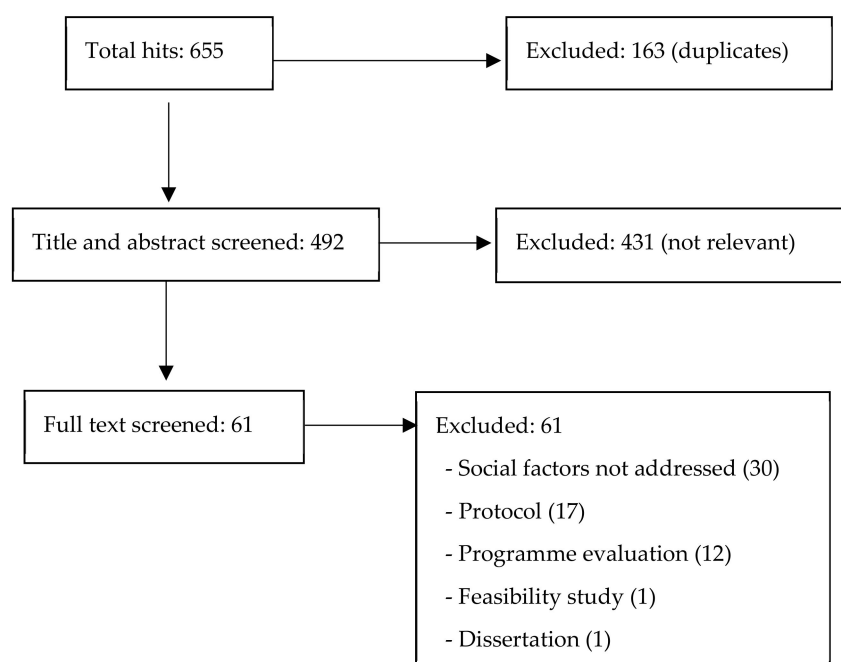 Total hits: 655
Excluded: 163 (duplicates)
Title and abstract screened: 492
Excluded: 431 (not relevant)
Full text screened: 61
Excluded: 61
- Social factors not addressed (30)
- Protocol (17)
- Programme evaluation (12)
- Feasibility study (1)
- Dissertation (1)